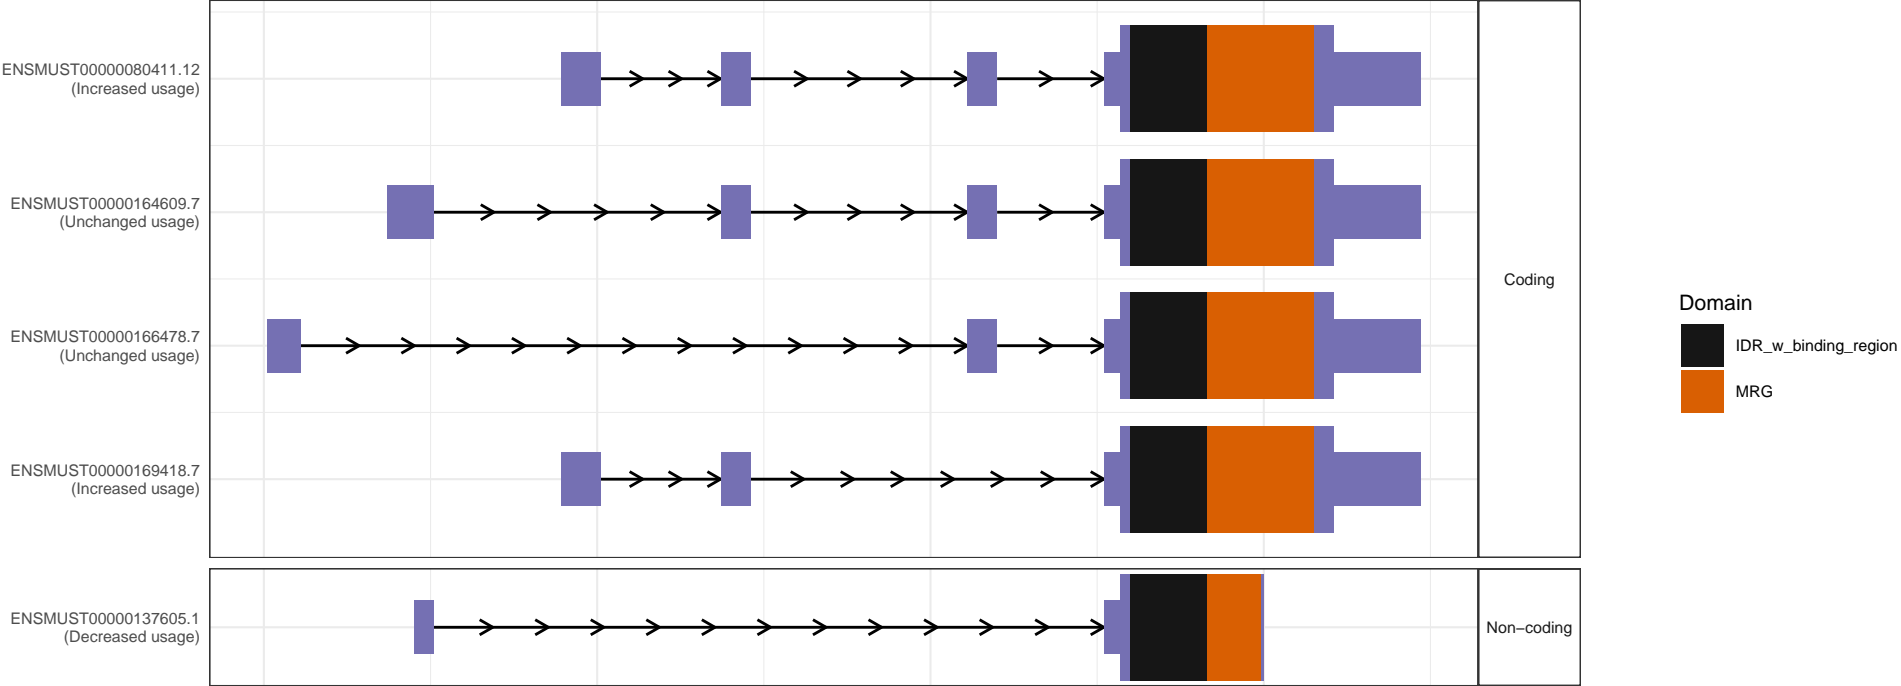 ENSMUST00000080411.12
(Increased usage)
ENSMUST00000164609.7
(Unchanged usage)
ENSMUST00000166478.7
(Unchanged usage)
ENSMUST00000169418.7
(Increased usage)
Coding
ENSMUST00000137605.1
(Decreased usage)
Non−coding
Domain
IDR_w_binding_region
MRG